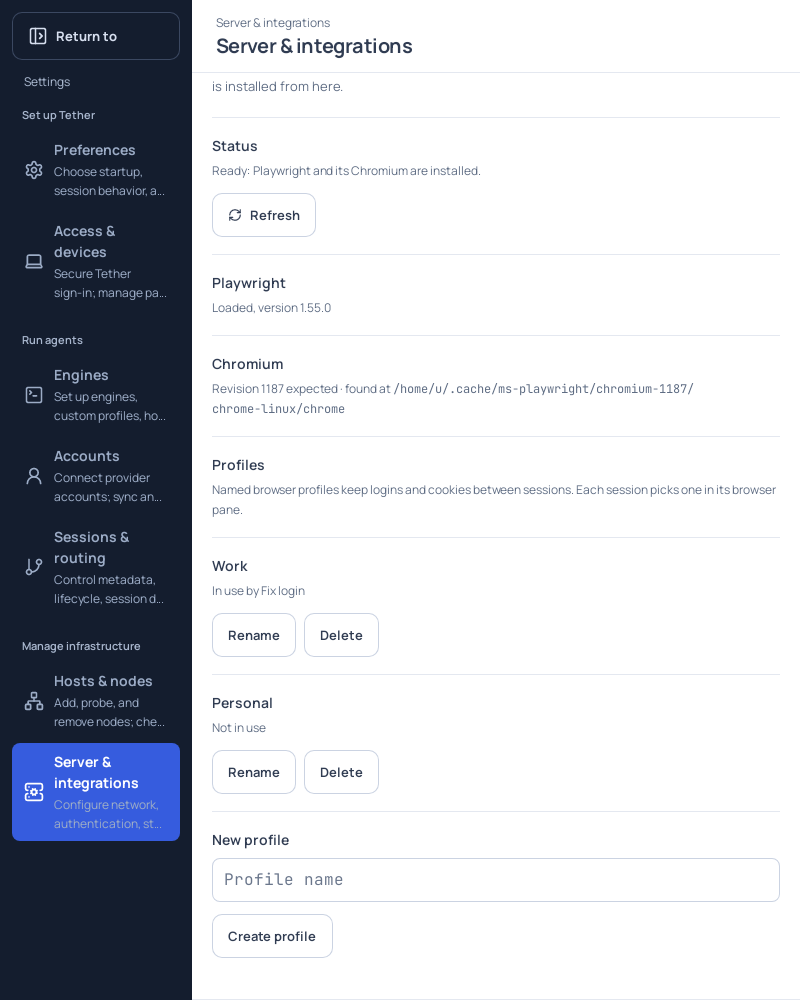 Return to
Settings
Set up Tether
Preferences
Choose startup,
session behavior, a...
Access &
devices
Secure Tether
sign-in; manage pa...
Run agents
Engines
Set up engines,
custom profiles, ho...
Accounts
Connect provider
accounts; sync an...
Sessions &
routing
Control metadata,
lifecycle, session d...
Manage infrastructure
Hosts & nodes
Add, probe, and
remove nodes; che...
Server &
integrations
Configure network,
authentication, st...
Server & integrations
Server & integrations
is installed from here.
Status
Ready: Playwright and its Chromium are installed.
Refresh
Playwright
Loaded, version 1.55.0
Chromium
Revision 1187 expected · found at /home/u/.cache/ms-playwright/chromium-1187/
chrome-linux/chrome
Profiles
Named browser profiles keep logins and cookies between sessions. Each session picks one in its browser
pane.
Work
In use by Fix login
Rename Delete
Personal
Not in use
Rename Delete
New profile
Profile name
Create profile